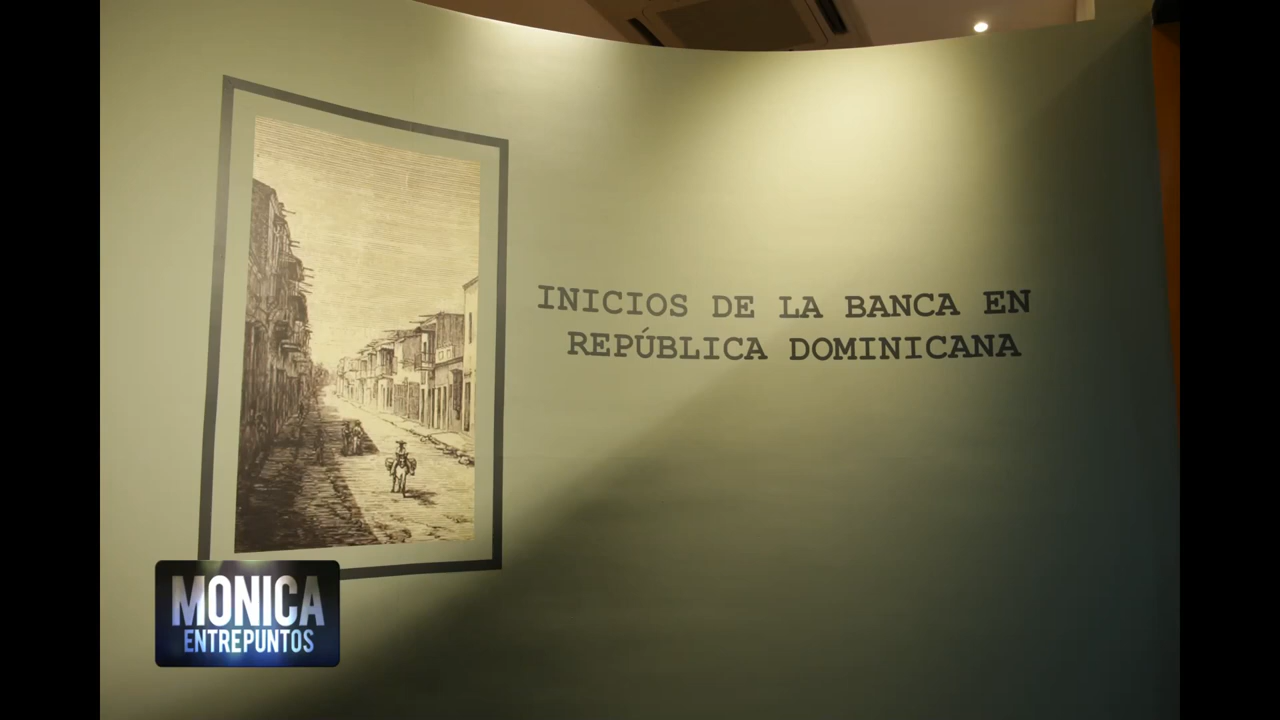 INICIOS DE LA BANCA EN
REPÚBLICA DOMINICANA
MONICA
ENTREPUNTOS